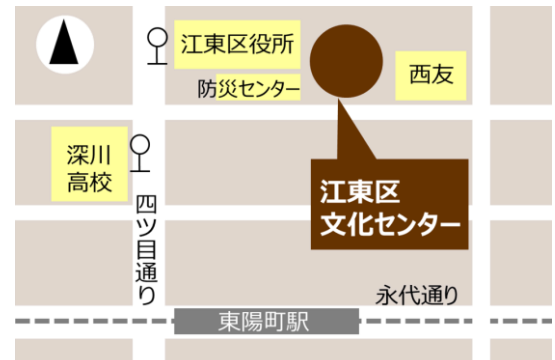 江東区役所
防災センター
西友
深川
高校
江東区
文化センター
四ツ目通り
永代通り
東陽町駅